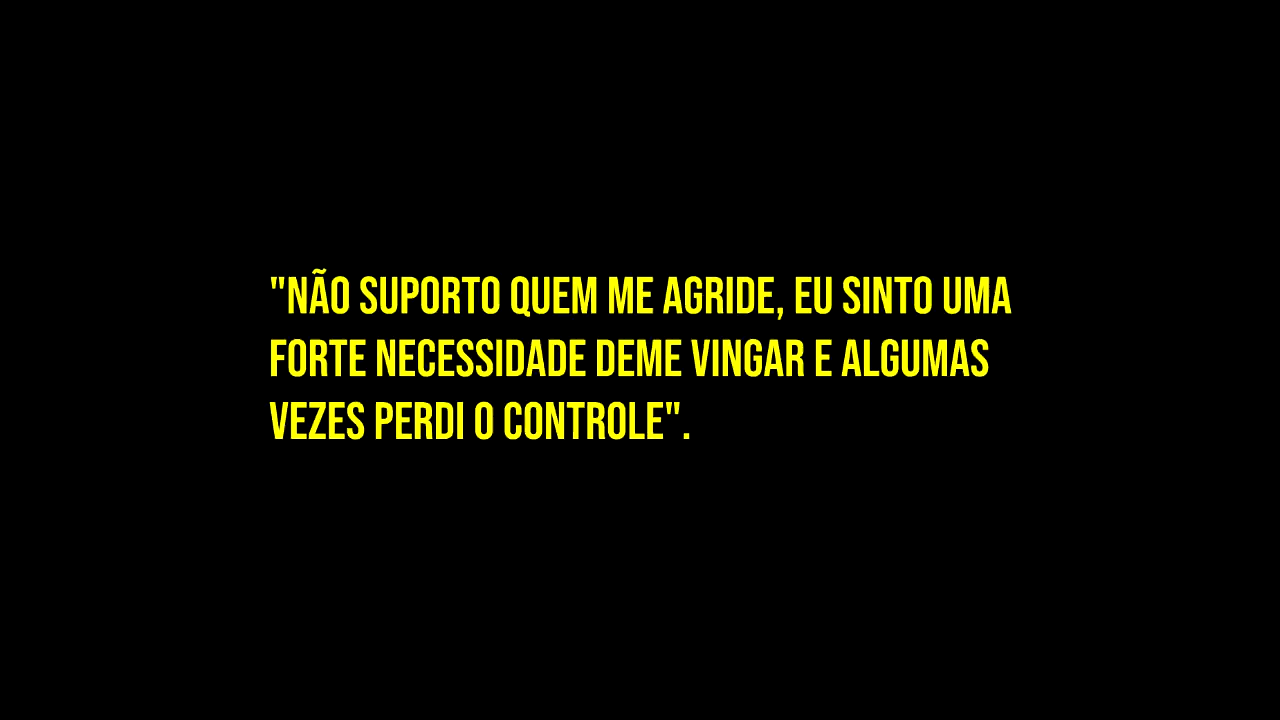 "NÃO SUPORTO QUEM ME AGRIDE, EU SINTO UMA
FORTE NECESSIDADE DEME VINGAR E ALGUMAS
VEZES PERDI O CONTROLE".